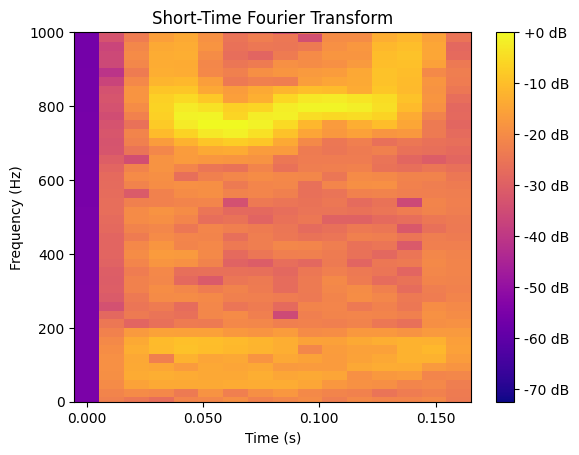 Short-Time Fourier Transform
1000
800
600
400
200
0
Frequency (Hz)
0.000
0.050
0.100
0.150
Time (s)
+0 dB
-10 dB
-20 dB
-30 dB
-40 dB
-50 dB
-60 dB
-70 dB